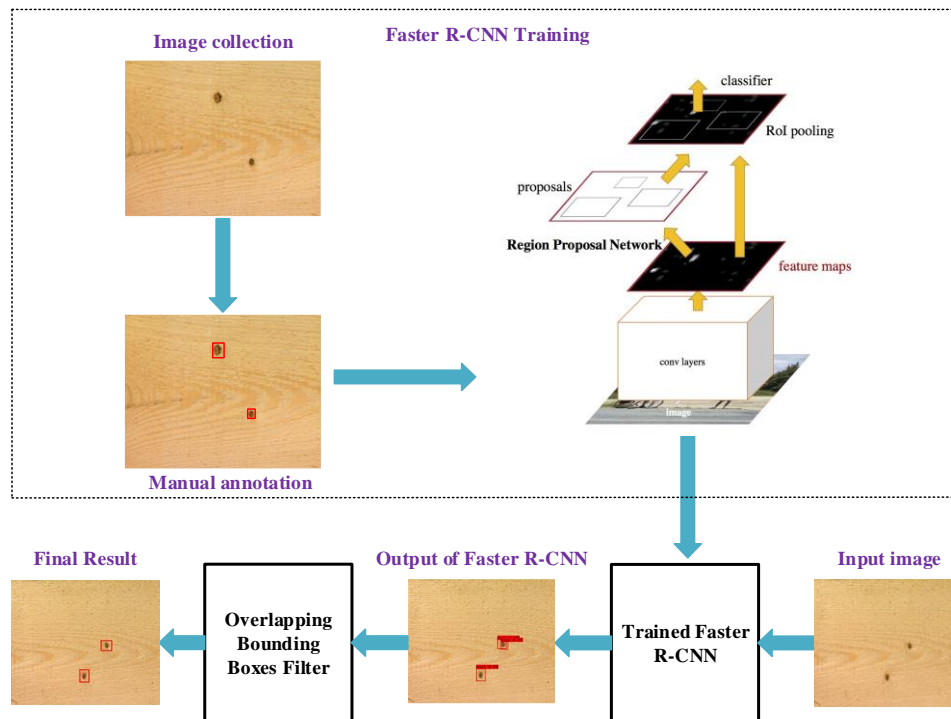 Image collection
Faster R-CNN Training
classifier
RoI pooling
proposals
Region Proposal Network
feature maps
conv layers
image
Manual annotation
Final Result
Output of Faster R-CNN
Input image
Overlapping
Bounding
Boxes Filter
Trained Faster
R-CNN